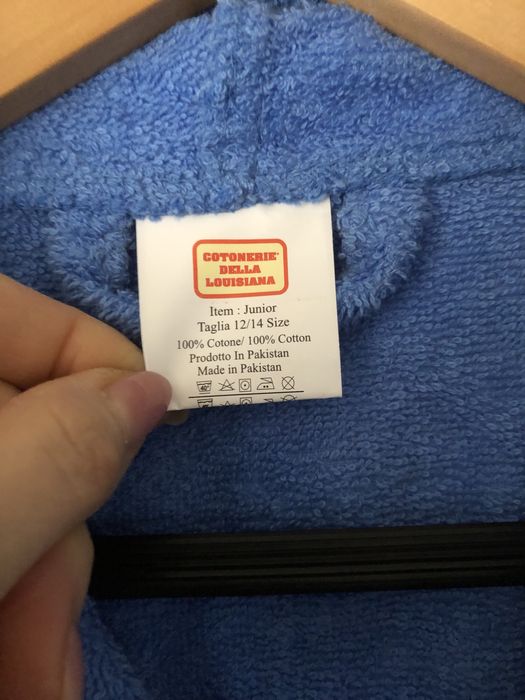 COTONERIE'
DELLA
LOUISIANA
Item : Junior
Taglia 12/14 Size
100% Cotone/ 100% Cotton
Prodotto In Pakistan
Made in Pakistan
40°